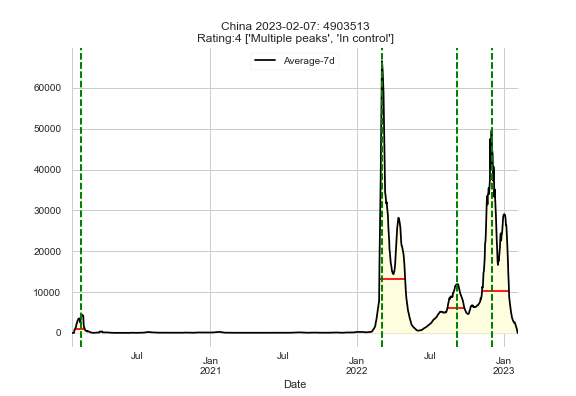 China 2023-02-07: 4903513
Rating:4 ['Multiple peaks', 'In control']
Average-7d
60000
50000
40000
30000
20000
10000
0
Jul
Jan
2021
Jul
Jan
2022
Jul
Jan
2023
Date